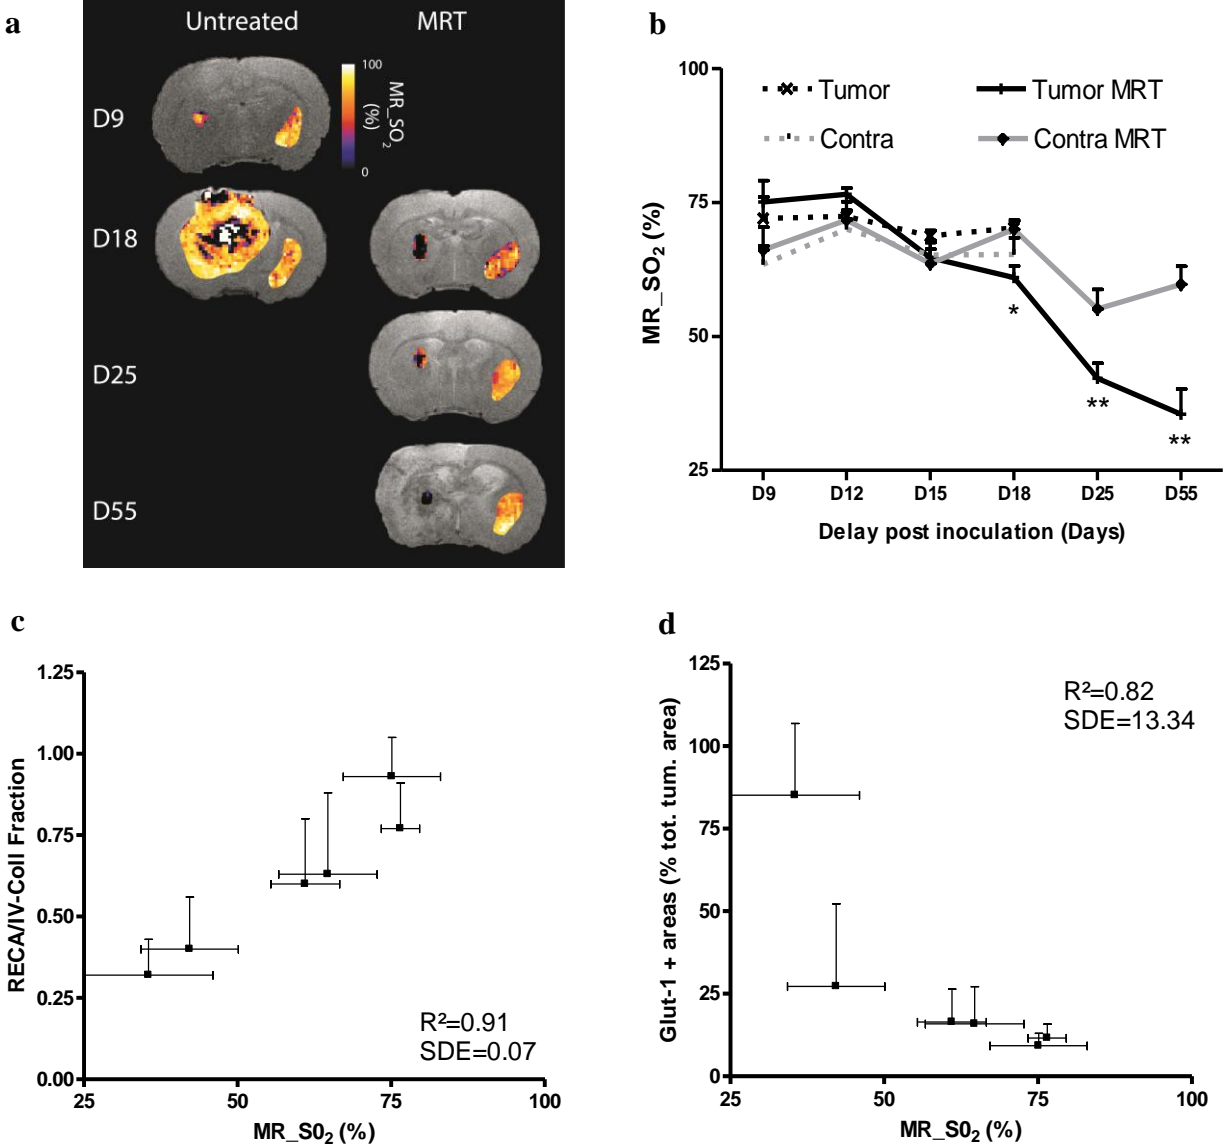 a
Untreated
MRT
D9
100
MR_SO2
(%)
0
D18
D25
D55
b
100
75
50
25
MR_SO2 (%)
Tumor
Tumor MRT
Contra
Contra MRT
*
**
**
D9 D12 D15 D18 D25 D55
Delay post inoculation (Days)
c
1.25
1.00
0.75
0.50
0.25
0.00
RECA/IV-Coll Fraction
R²=0.91
SDE=0.07
25 50 75 100
MR_S02 (%)
d
125
100
75
50
25
0
Glut-1 + areas (% tot. tum. area)
R²=0.82
SDE=13.34
25 50 75 100
MR_S02 (%)